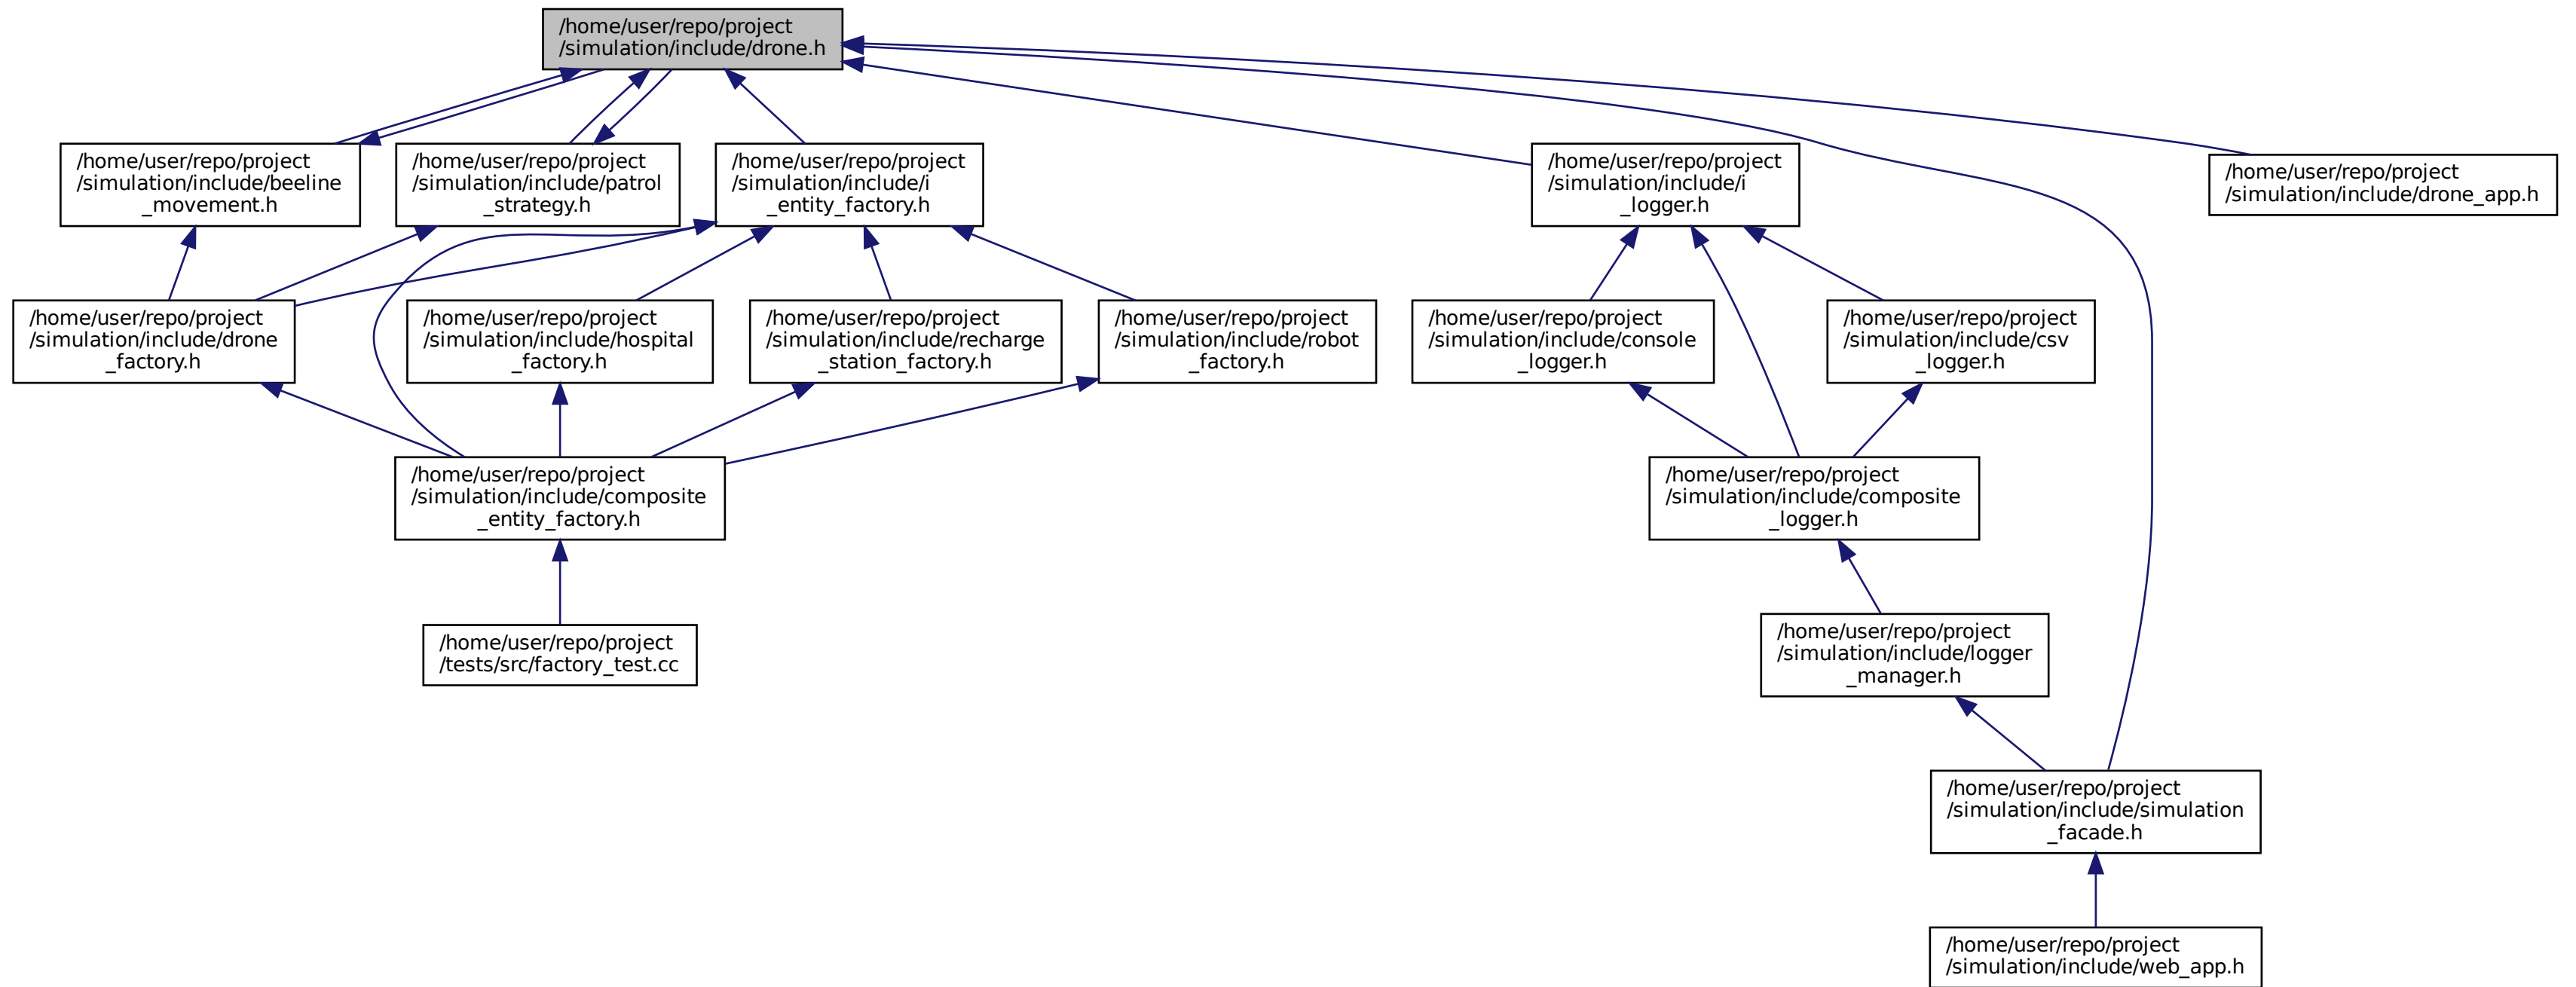 /home/user/repo/project
/simulation/include/drone.h
/home/user/repo/project
/simulation/include/beeline
_movement.h
/home/user/repo/project
/simulation/include/patrol
_strategy.h
/home/user/repo/project
/simulation/include/i
_entity_factory.h
/home/user/repo/project
/simulation/include/i
_logger.h
/home/user/repo/project
/simulation/include/drone_app.h
/home/user/repo/project
/simulation/include/drone
_factory.h
/home/user/repo/project
/simulation/include/hospital
_factory.h
/home/user/repo/project
/simulation/include/recharge
_station_factory.h
/home/user/repo/project
/simulation/include/robot
_factory.h
/home/user/repo/project
/simulation/include/console
_logger.h
/home/user/repo/project
/simulation/include/csv
_logger.h
/home/user/repo/project
/simulation/include/composite
_entity_factory.h
/home/user/repo/project
/simulation/include/composite
_logger.h
/home/user/repo/project
/tests/src/factory_test.cc
/home/user/repo/project
/simulation/include/logger
_manager.h
/home/user/repo/project
/simulation/include/simulation
_facade.h
/home/user/repo/project
/simulation/include/web_app.h